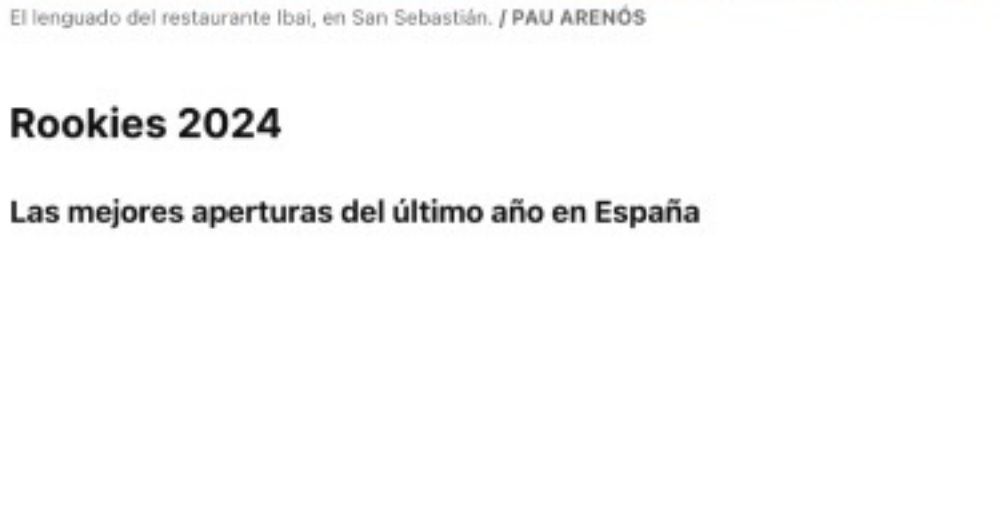 El lenguado del restaurante Ibai, en San Sebastián. / PAU ARENÓS
Rookies 2024
Las mejores aperturas del último año en España